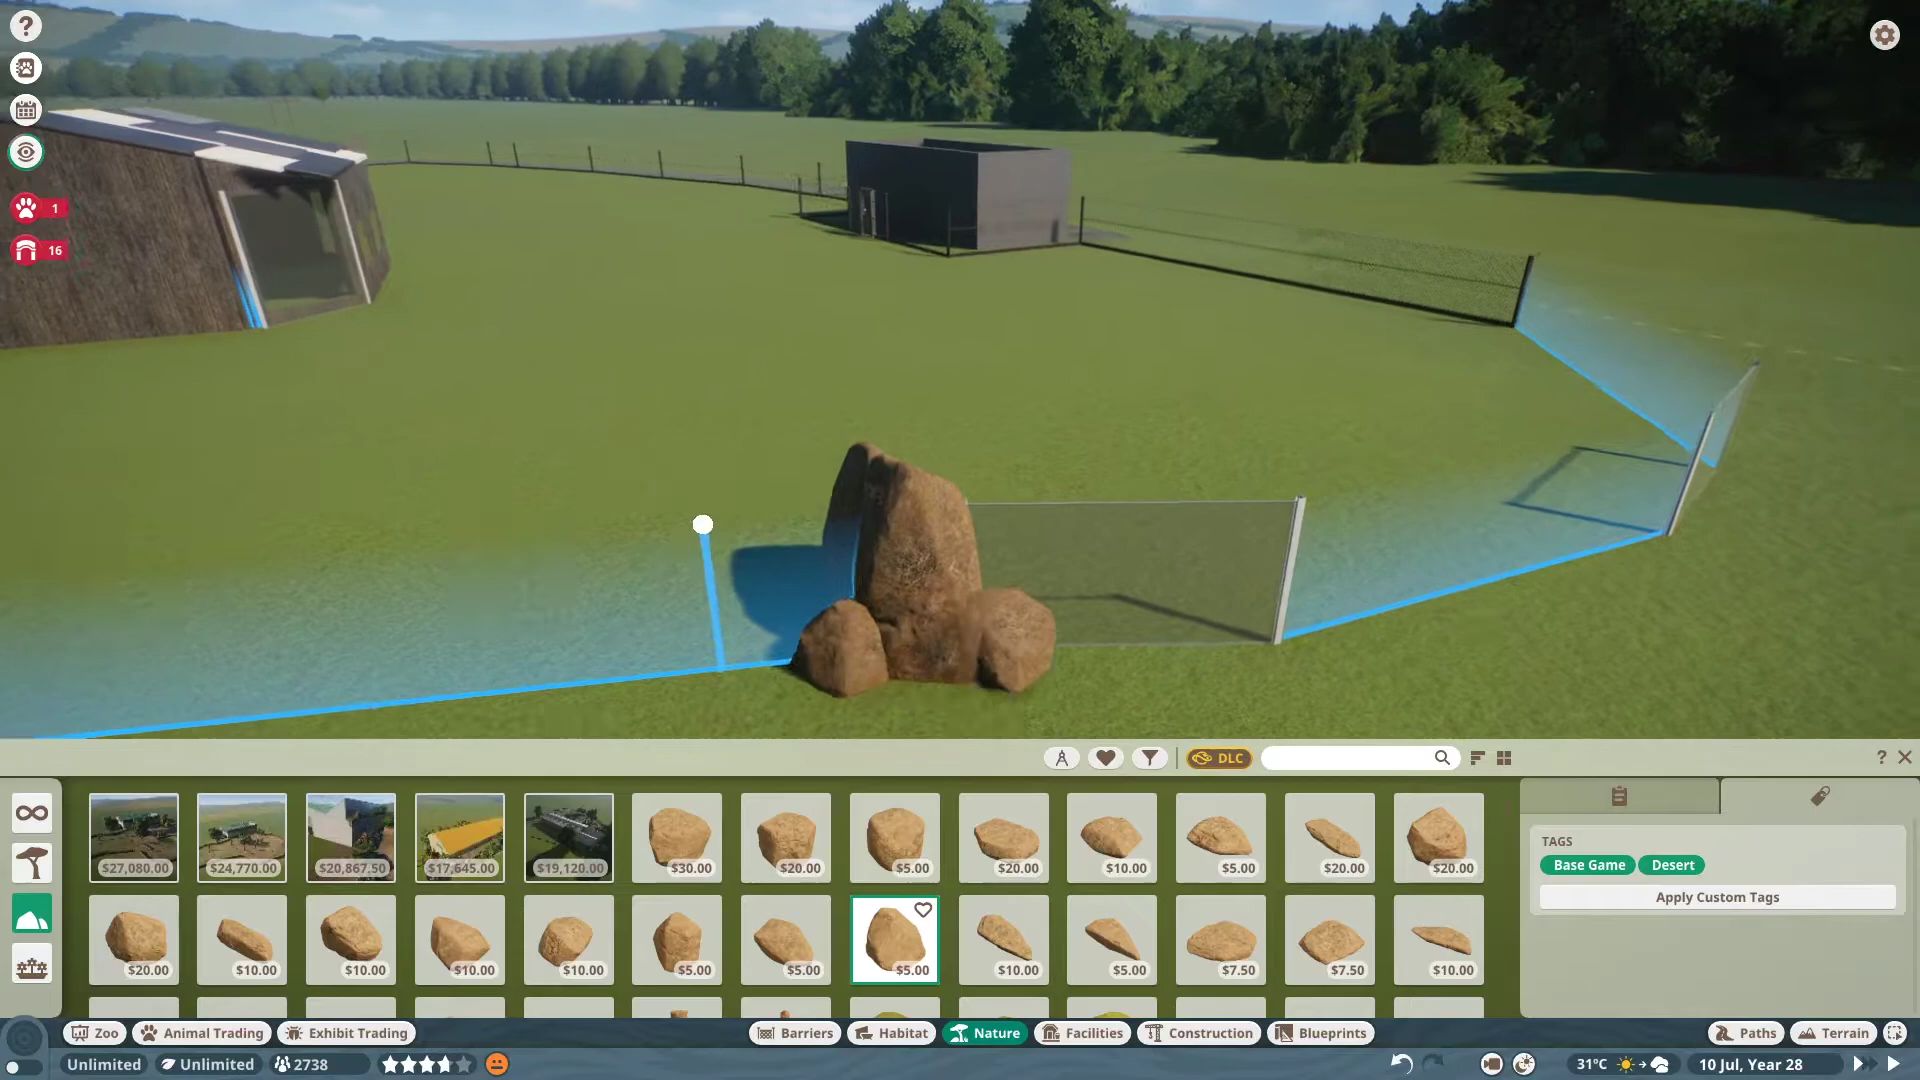 ?
1
16
DLC
?
$27,080.00 $24,770.00 $20,867.50 $17,645.00 $19,120.00 $30.00 $20.00 $5.00 $20.00 $10.00 $5.00 $20.00 $20.00
TAGS
Base Game Desert
Apply Custom Tags
$20.00 $10.00 $10.00 $10.00 $10.00 $5.00 $5.00 $5.00 $10.00 $5.00 $7.50 $7.50 $10.00
Zoo Animal Trading Exhibit Trading Barriers Habitat Nature Facilities Construction Blueprints Paths Terrain
Unlimited Unlimited 2738 31°C 10 Jul, Year 28